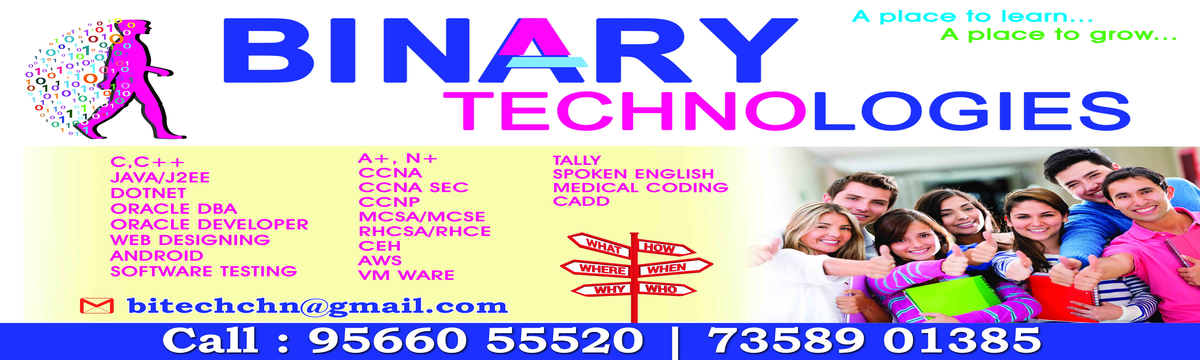 BINARY
TECHNOLOGIES
A place to learn...
A place to grow...
C,C++
JAVA/J2EE
DOTNET
ORACLE DBA
ORACLE DEVELOPER
WEB DESIGNING
ANDROID
SOFTWARE TESTING
A+, N+
CCNA
CCNA SEC
CCNP
MCSA/MCSE
RHCSA/RHCE
CEH
AWS
VM WARE
TALLY
SPOKEN ENGLISH
MEDICAL CODING
CADD
WHAT HOW
WHERE WHEN
WHY WHO
bitechchn@gmail.com
Call : 95660 55520 | 73589 01385